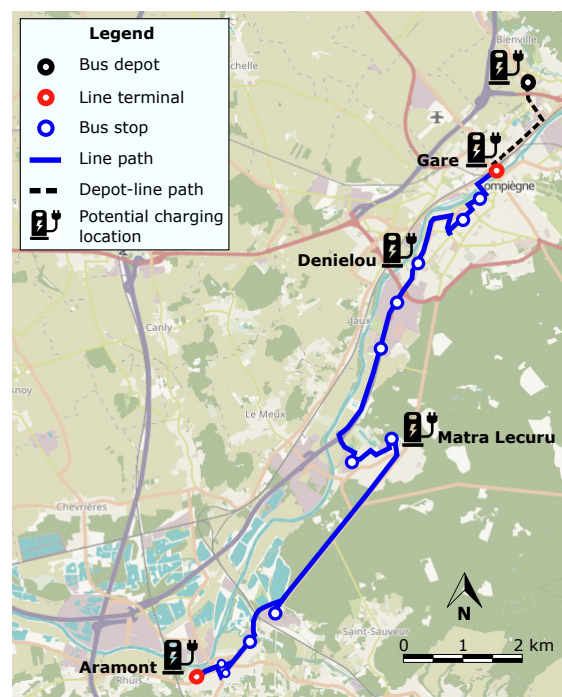 Legend
Bus depot
Line terminal
Bus stop
Line path
Depot-line path
Potential charging
location
Bienville
Gare
ompiègne
Denielou
Jaux
Canly
Le Meux
Matra Lecuru
Chevrières
N
Saint-Sauveur
0 1 2 km
Aramont
Rhuis